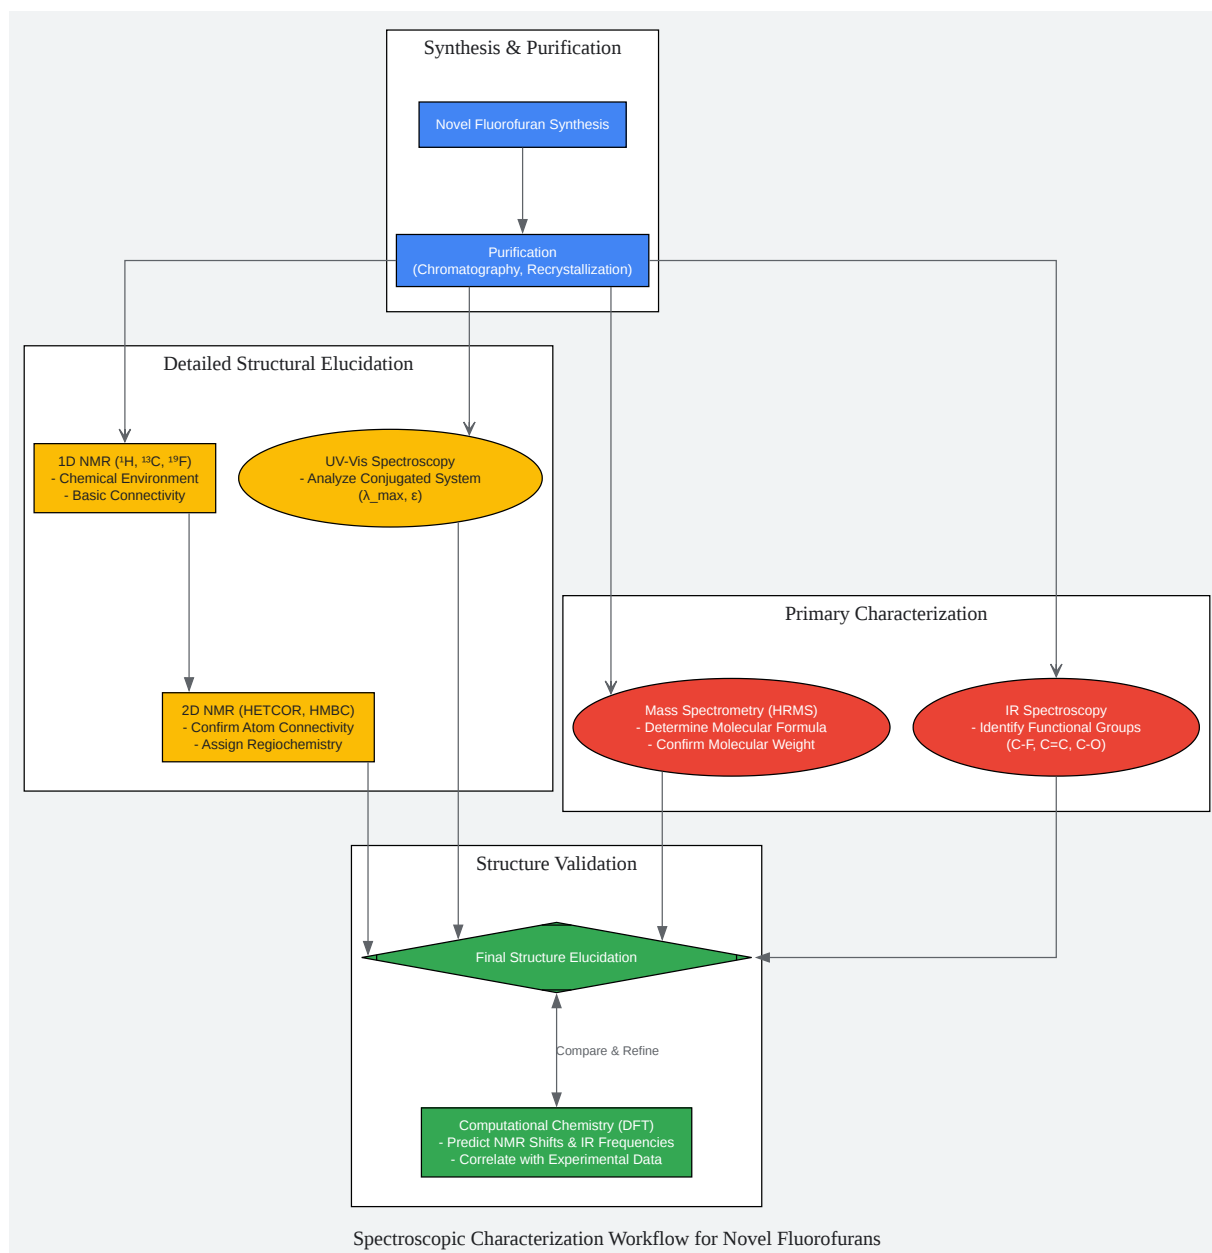 Synthesis & Purification
Novel Fluorofuran Synthesis
Purification
(Chromatography, Recrystallization)
Detailed Structural Elucidation
1D NMR (¹H, ¹³C, ¹⁹F)
- Chemical Environment
- Basic Connectivity
UV-Vis Spectroscopy
- Analyze Conjugated System
(λ_max, ε)
Primary Characterization
2D NMR (HETCOR, HMBC)
- Confirm Atom Connectivity
- Assign Regiochemistry
Mass Spectrometry (HRMS)
- Determine Molecular Formula
- Confirm Molecular Weight
IR Spectroscopy
- Identify Functional Groups
(C-F, C=C, C-O)
Structure Validation
Final Structure Elucidation
Compare & Refine
Computational Chemistry (DFT)
- Predict NMR Shifts & IR Frequencies
- Correlate with Experimental Data
Spectroscopic Characterization Workflow for Novel Fluorofurans